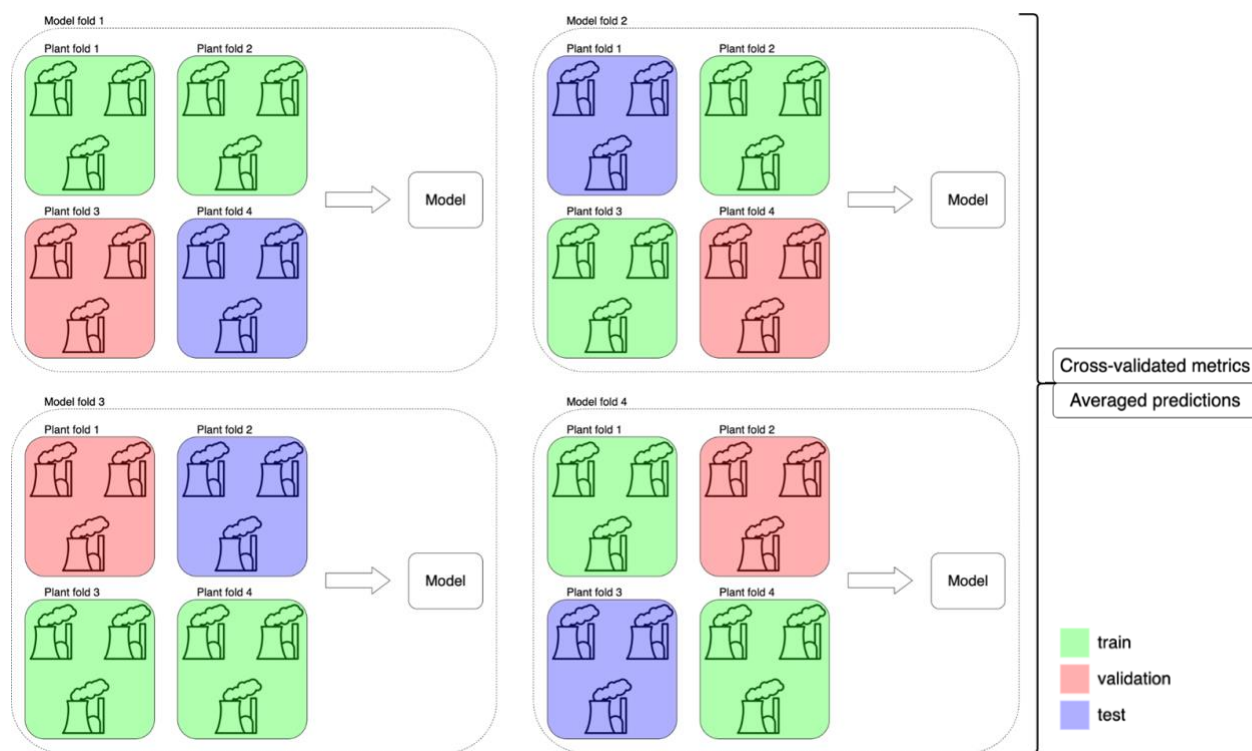 Model fold 1
Plant fold 1
Plant fold 2
Plant fold 3
Plant fold 4
Model
Model fold 2
Plant fold 1
Plant fold 2
Plant fold 3
Plant fold 4
Model
Model fold 3
Plant fold 1
Plant fold 2
Plant fold 3
Plant fold 4
Model
Model fold 4
Plant fold 1
Plant fold 2
Plant fold 3
Plant fold 4
Model
Cross-validated metrics
Averaged predictions
train
validation
test